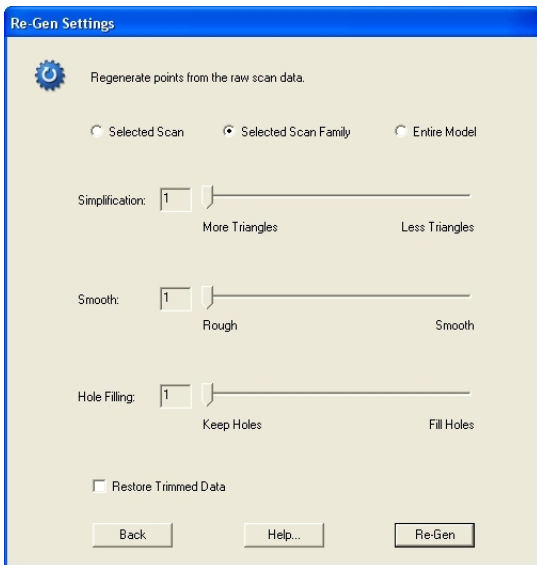 Re-Gen Settings
Regenerate points from the raw scan data.
Selected Scan Selected Scan Family Entire Model
Simplification: 1
More Triangles Less Triangles
Smooth: 1
Rough Smooth
Hole Filling: 1
Keep Holes Fill Holes
Restore Trimmed Data
Back Help... Re-Gen